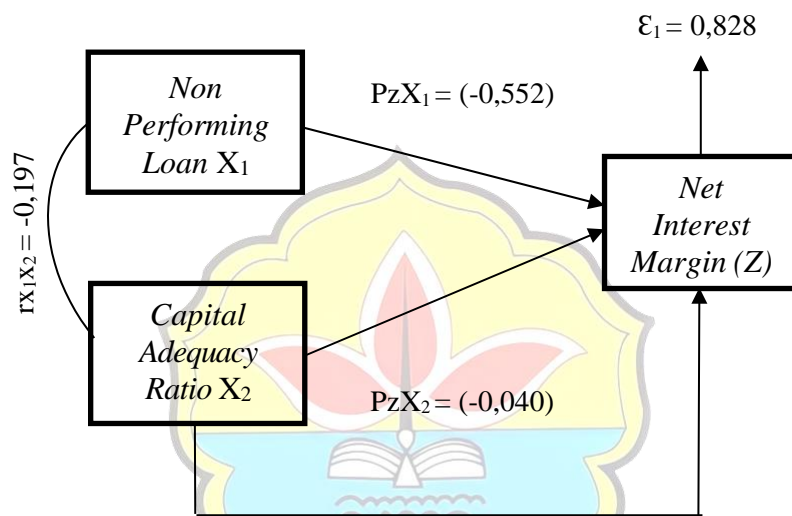 Ɛ₁ = 0,828
Non
Performing
Loan X₁
PzX₁ = (-0,552)
Net
Interest
Margin (Z)
rx₁x₂ = -0,197
Capital
Adequacy
Ratio X₂
PzX₂ = (-0,040)